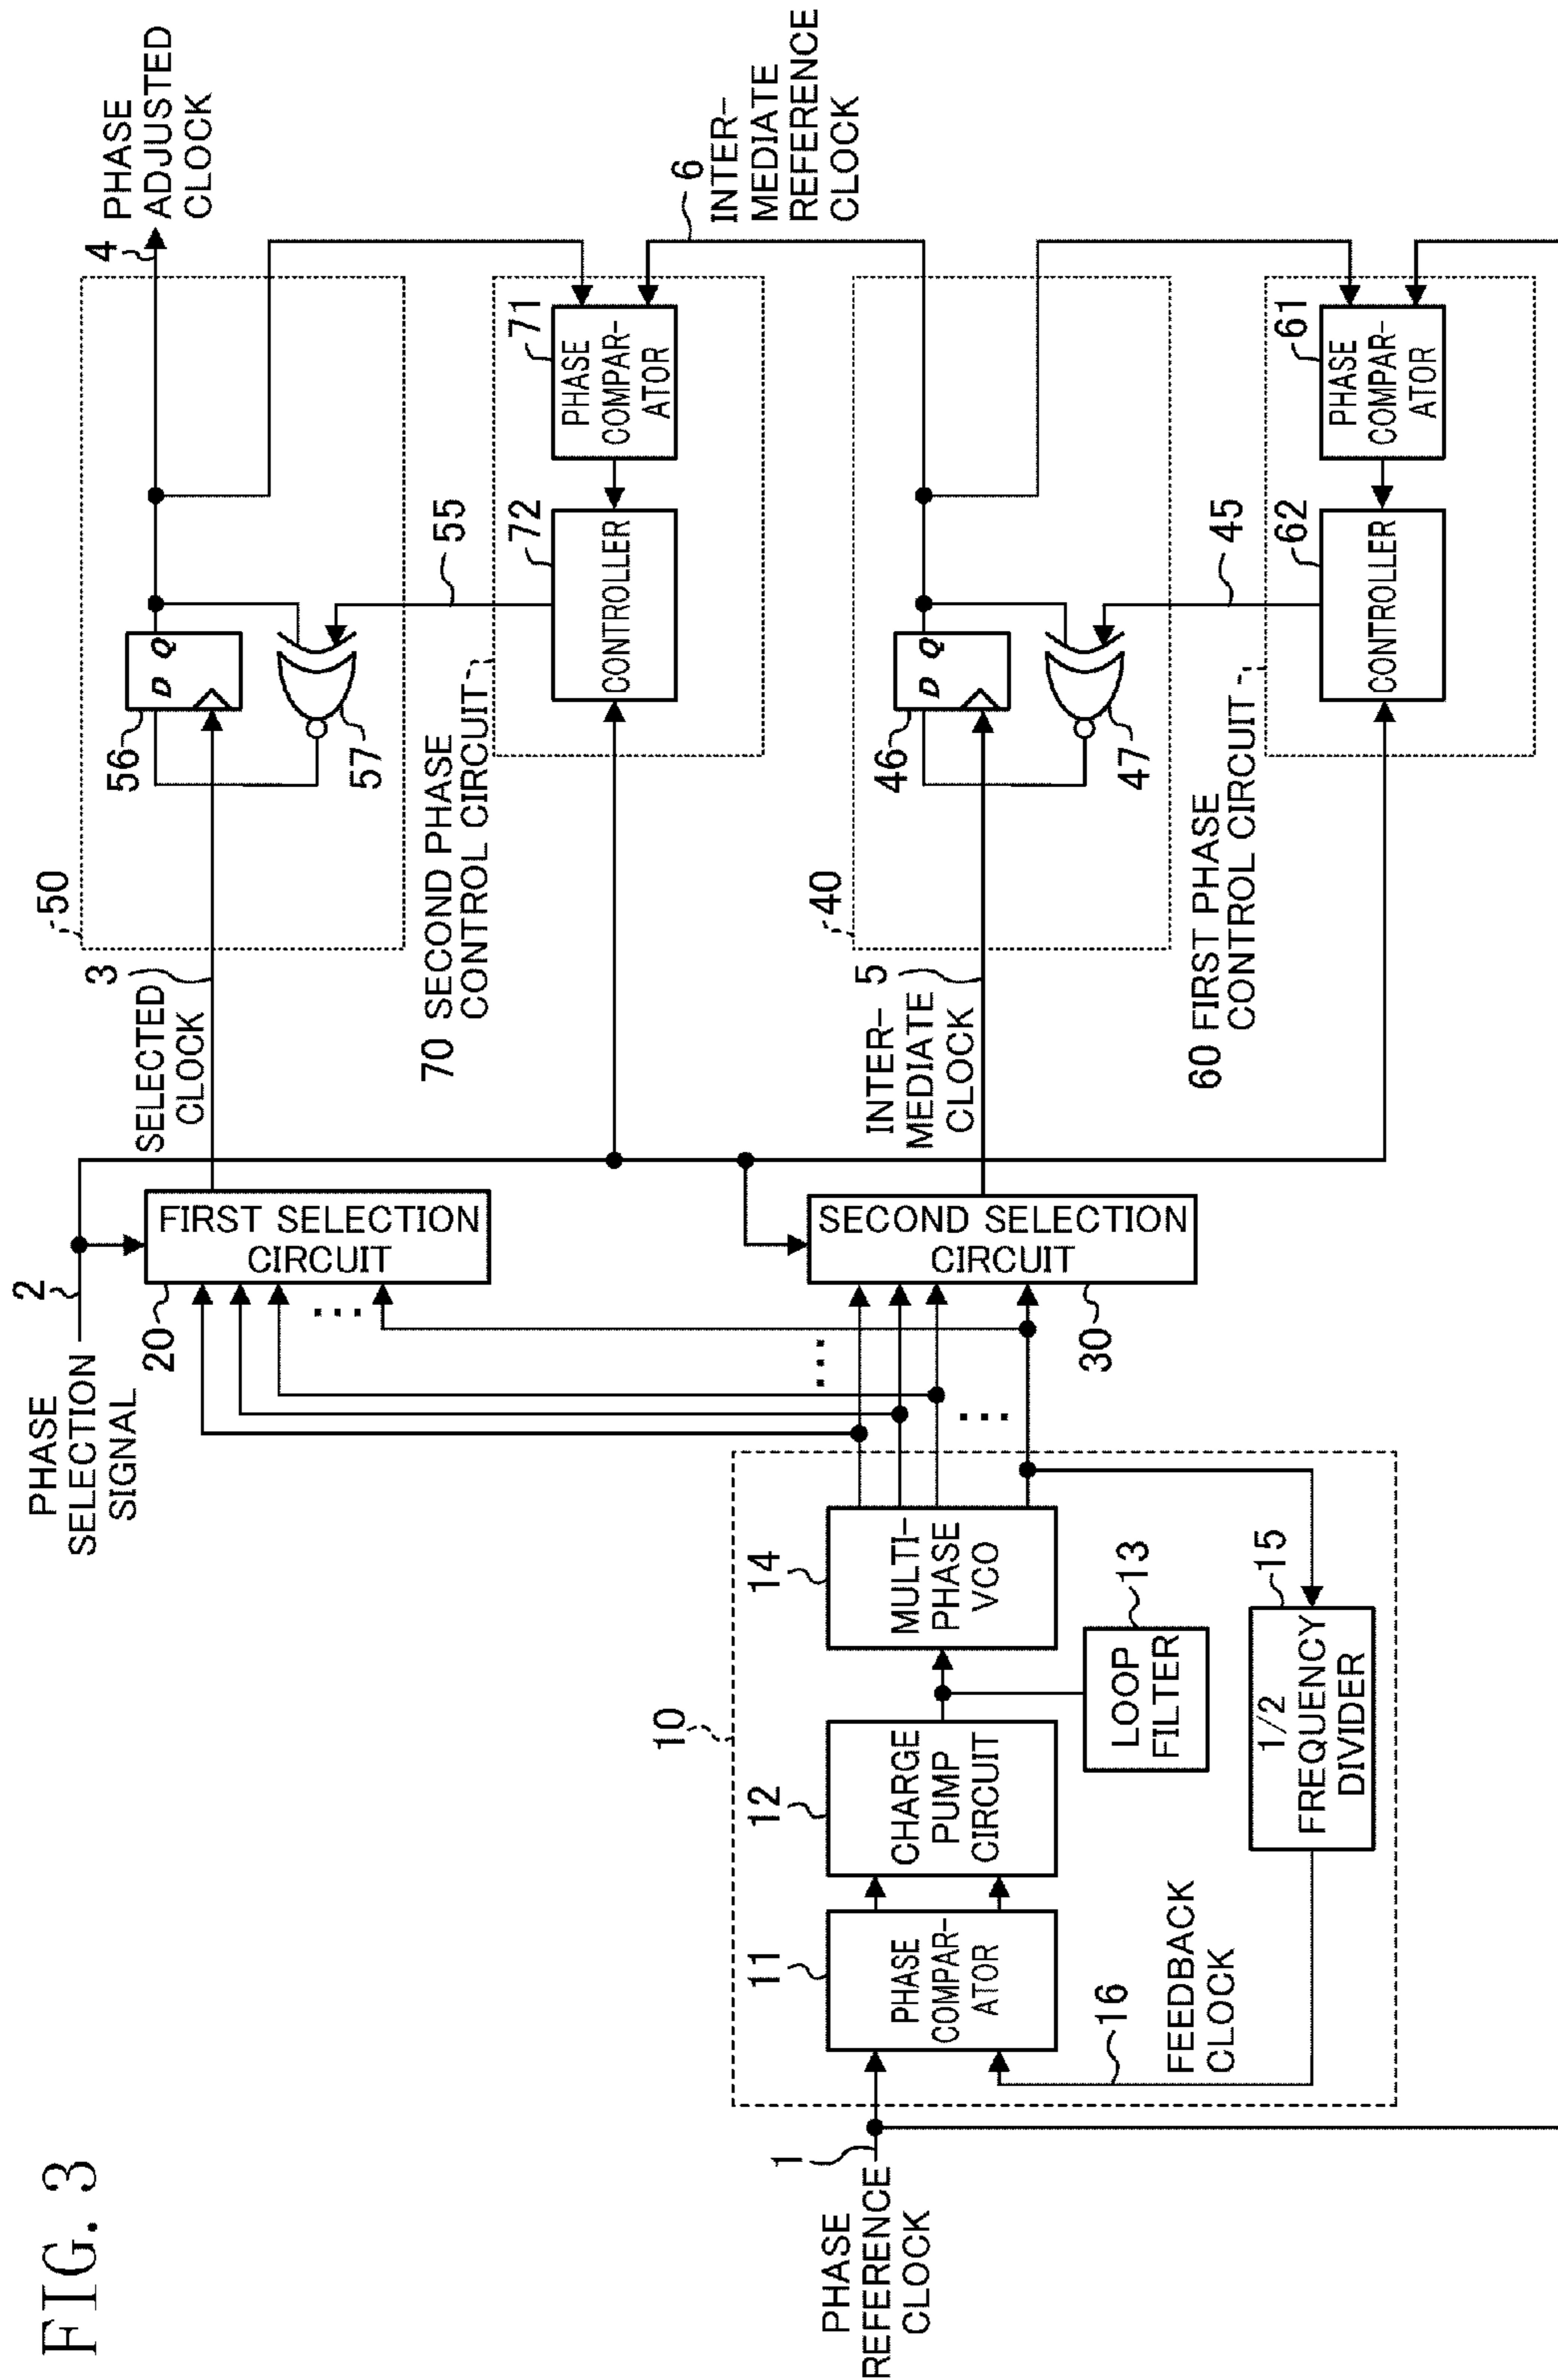 FIG. 3
PHASE
REFERENCE
CLOCK
1
10
11
PHASE
COMPAR-
ATOR
12
CHARGE
PUMP
CIRCUIT
14
MULTI-
PHASE
VCO
13
LOOP
FILTER
15
1/2
FREQUENCY
DIVIDER
16
FEEDBACK
CLOCK
PHASE
SELECTION
SIGNAL
2
20
FIRST SELECTION
CIRCUIT
...
...
...
30
SECOND SELECTION
CIRCUIT
SELECTED
CLOCK
3
50
56
D Q
57
4
PHASE
ADJUSTED
CLOCK
70 SECOND PHASE
CONTROL CIRCUIT
55
72
CONTROLLER
71
PHASE
COMPAR-
ATOR
6
INTER-
MEDIATE
REFERENCE
CLOCK
INTER-
MEDIATE
CLOCK
5
40
46
D Q
47
60 FIRST PHASE
CONTROL CIRCUIT
45
62
CONTROLLER
61
PHASE
COMPAR-
ATOR